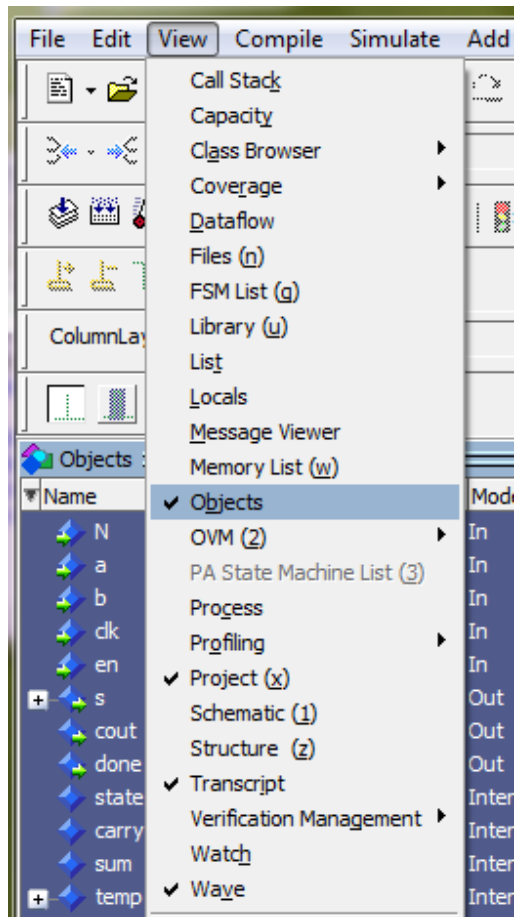 File Edit View Compile Simulate Add
Call Stack
Capacity
Class Browser
Coverage
Dataflow
Files (n)
FSM List (g)
Library (u)
ColumnLay
List
Locals
Message Viewer
Objects
Memory List (w)
Name
Objects
Mode
N
OVM (2)
In
a
PA State Machine List (3)
In
b
Process
In
clk
Profiling
In
en
Project (x)
In
s
Schematic (1)
Out
cout
Structure (z)
Out
done
Transcript
Out
state
Verification Management
Inter
carry
Watch
Inter
sum
Wave
Inter
temp
Inter